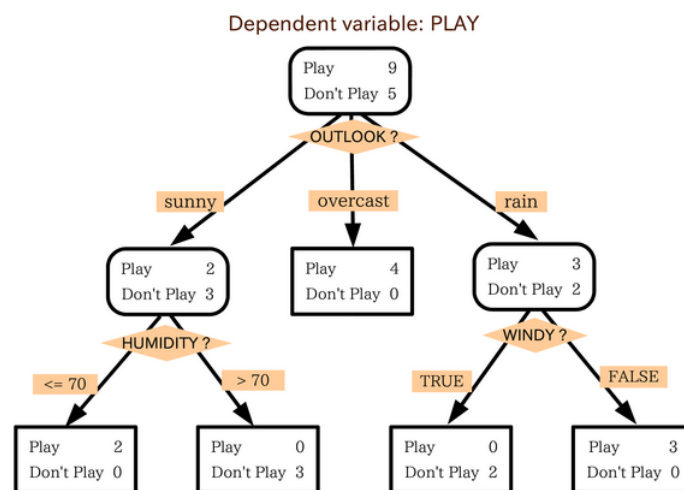 Dependent variable: PLAY
Play 9
Don't Play 5
OUTLOOK ?
sunny
overcast
rain
Play 2
Don't Play 3
Play 4
Don't Play 0
Play 3
Don't Play 2
HUMIDITY ?
WINDY ?
<= 70
> 70
TRUE
FALSE
Play 2
Don't Play 0
Play 0
Don't Play 3
Play 0
Don't Play 2
Play 3
Don't Play 0